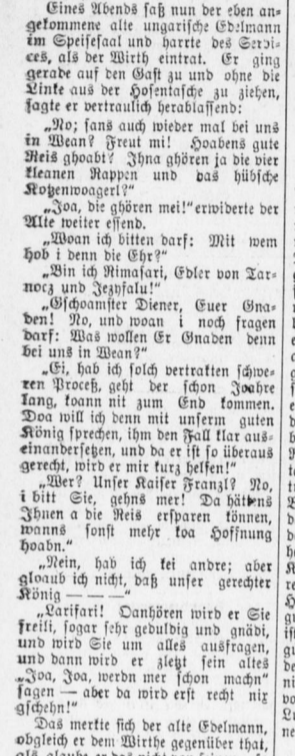 Eines Abends saß nun der eben an=
gekommene alte ungarische Edelmann
im Speisesaal und harrte des Servi=
ces, als der Wirth eintrat. Er ging
gerade auf den Gast zu und ohne die
Linke aus der Hosentasche zu ziehen,
sagte er vertraulich herablassend:
„No; sans auch wieder mal bei uns
in Wean? Freut mi! Hoabens gute
Reis ghoabt? Ihna ghören ja die vier
kleanen Rappen und das hübsche
Kotzenwoagerl?"
„Joa, die ghören mei!" erwiderte der
Alte weiter essend.
„Woan ich bitten darf: Mit wem
hob i denn die Ehr?"
„Bin ich Rimafari, Edler von Tar=
nocz und Jezyfalu!"
„Gschoamster Diener, Euer Gna=
den! No, und woan i noch fragen
darf: Was wollen Er Gnaden denn
bei uns in Wean?"
„Ei, hab ich solch vertrakten schwe=
ren Proceß, geht der schon Joahre
lang, koann nit zum End kommen.
Doa will ich denn mit unserm guten
König sprechen, ihm den Fall klar aus=
einandersetzen, und da er ist so überaus
gerecht, wird er mir kurz helfen!"
„Wer? Unser Kaiser Franzl? No,
i bitt Sie, gehns mer! Da hättens
Ihnen a die Reis ersparen können,
wanns sonst mehr koa Hoffnung
hoabn."
„Nein, hab ich kei andre; aber
gloaub ich nicht, daß unser gerechter
König — — —"
„Larifari! Oanhören wird er Sie
freili, sogar sehr geduldig und gnädi,
und wird Sie um alles ausfragen,
und dann wird er zletzt sein altes
„Joa, Joa, werdn mer schon machn"
sagen — aber da wird erst recht nix
gschehn!"
Das merkte sich der alte Edelmann,
obgleich er dem Wirthe gegenüber that,